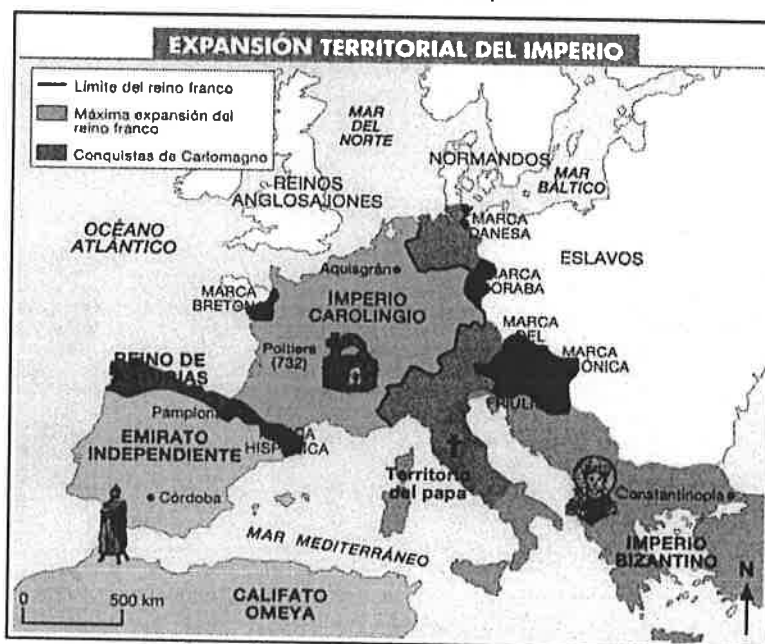 EXPANSIÓN TERRITORIAL DEL IMPERIO
Límite del reino franco
Máxima expansión del
reino franco
Conquistas de Carlomagno
MAR
DEL
NORTE
NORMANDOS
MAR
BÁLTICO
REINOS
ANGLOSAJONES
OCÉANO
ATLÁNTICO
MARCA
DANESA
ESLAVOS
Aquisgrán
MARCA
SORABA
MARCA
BRETONA
IMPERIO
CAROLINGIO
MARCA
DEL
MARCA
Poitiers
(732)
REINO DE
FRIULI
Pamplona
EMIRATO
INDEPENDIENTE
HISPÁNICA
Territorio
del papa
Constantinopla
Córdoba
MAR MEDITERRÁNEO
IMPERIO
BIZANTINO
N
0 500 km
CALIFATO
OMEYA